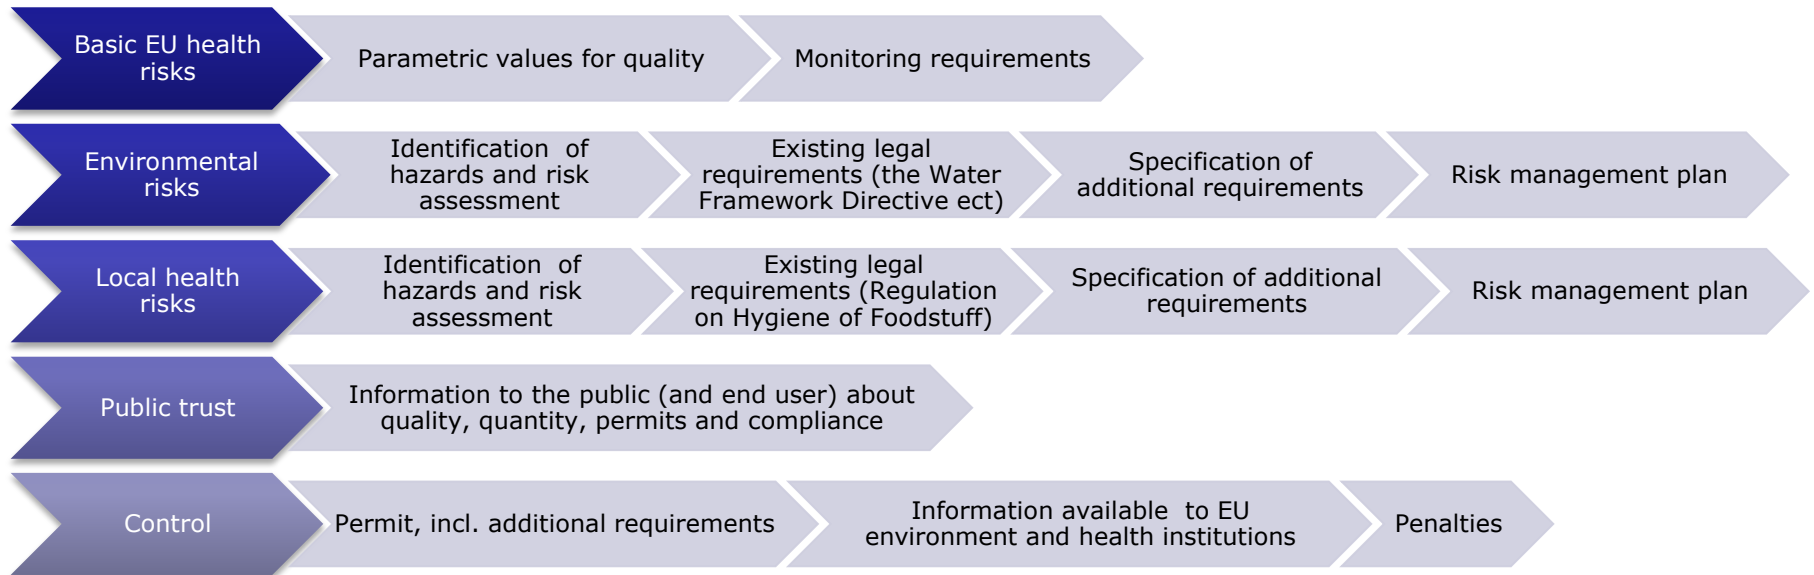 Basic EU health
risks
Parametric values for quality
Monitoring requirements
Environmental
risks
Identification of
hazards and risk
assessment
Existing legal
requirements (the Water
Framework Directive ect)
Specification of
additional requirements
Risk management plan
Local health
risks
Identification of
hazards and risk
assessment
Existing legal
requirements (Regulation
on Hygiene of Foodstuff)
Specification of additional
requirements
Risk management plan
Public trust
Information to the public (and end user) about
quality, quantity, permits and compliance
Control
Permit, incl. additional requirements
Information available to EU
environment and health institutions
Penalties